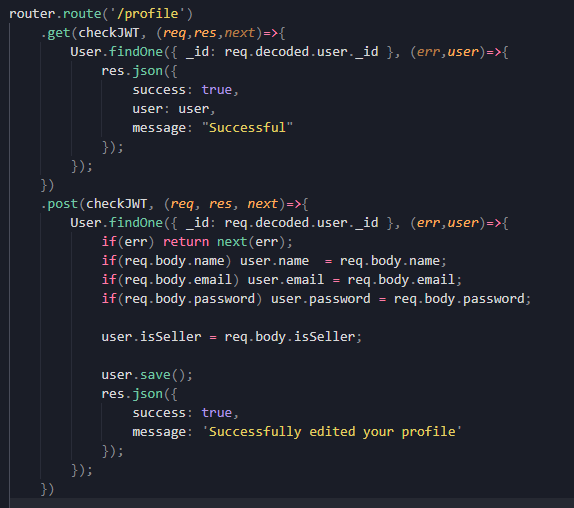 router.route('/profile')
    .get(checkJWT, (req,res,next)=>{
        User.findOne({ _id: req.decoded.user._id }, (err,user)=>{
            res.json({
                success: true,
                user: user,
                message: "Successful"
            });
        });
    })
    .post(checkJWT, (req, res, next)=>{
        User.findOne({ _id: req.decoded.user._id }, (err,user)=>{
            if(err) return next(err);
            if(req.body.name) user.name  = req.body.name;
            if(req.body.email) user.email = req.body.email;
            if(req.body.password) user.password = req.body.password;

            user.isSeller = req.body.isSeller;

            user.save();
            res.json({
                success: true,
                message: 'Successfully edited your profile'
            });
        });
    })